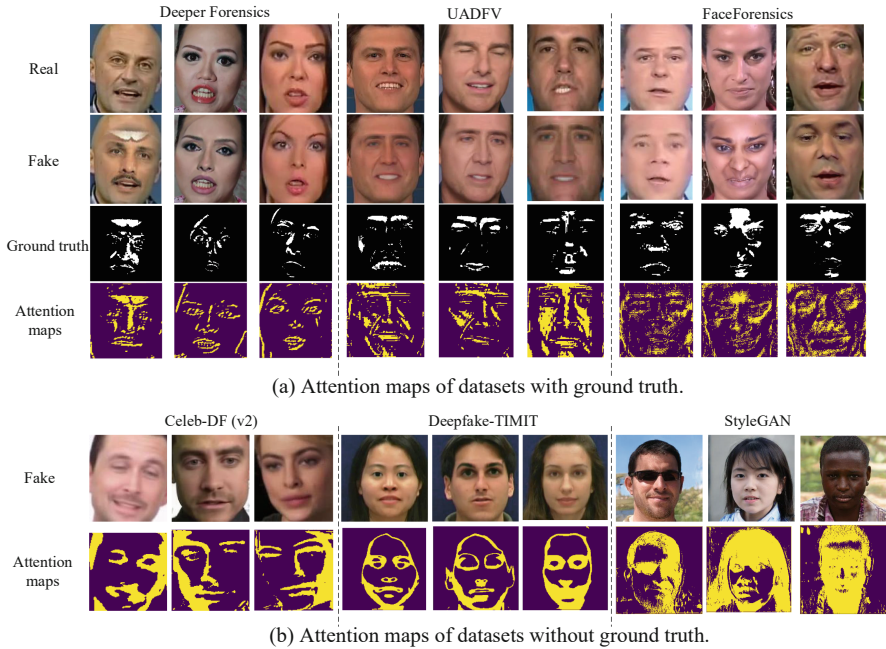 Deeper Forensics UADFV FaceForensics
Real
Fake
Ground truth
Attention maps
(a) Attention maps of datasets with ground truth.
Celeb-DF (v2) Deepfake-TIMIT StyleGAN
Fake
Attention maps
(b) Attention maps of datasets without ground truth.